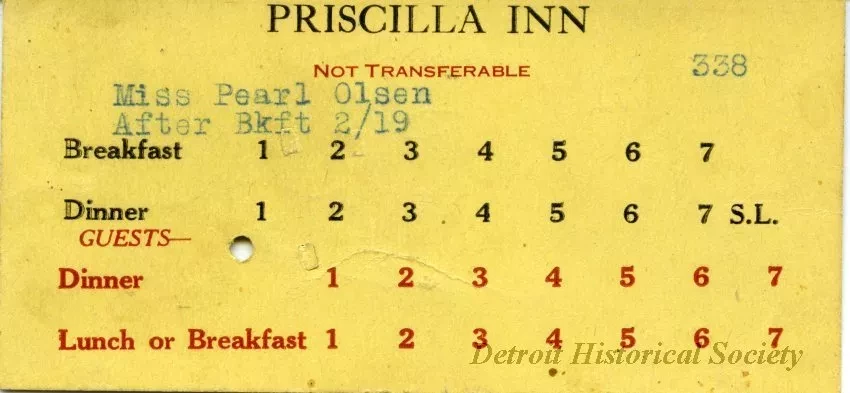 PRISCILLA INN
NOT TRANSFERABLE 338
Miss Pearl Olsen
After Bkft 2/19
Breakfast 1 2 3 4 5 6 7
Dinner 1 2 3 4 5 6 7 S.L.
GUESTS—
Dinner 1 2 3 4 5 6 7
Lunch or Breakfast 1 2 3 4 5 6 7
Detroit Historical Society